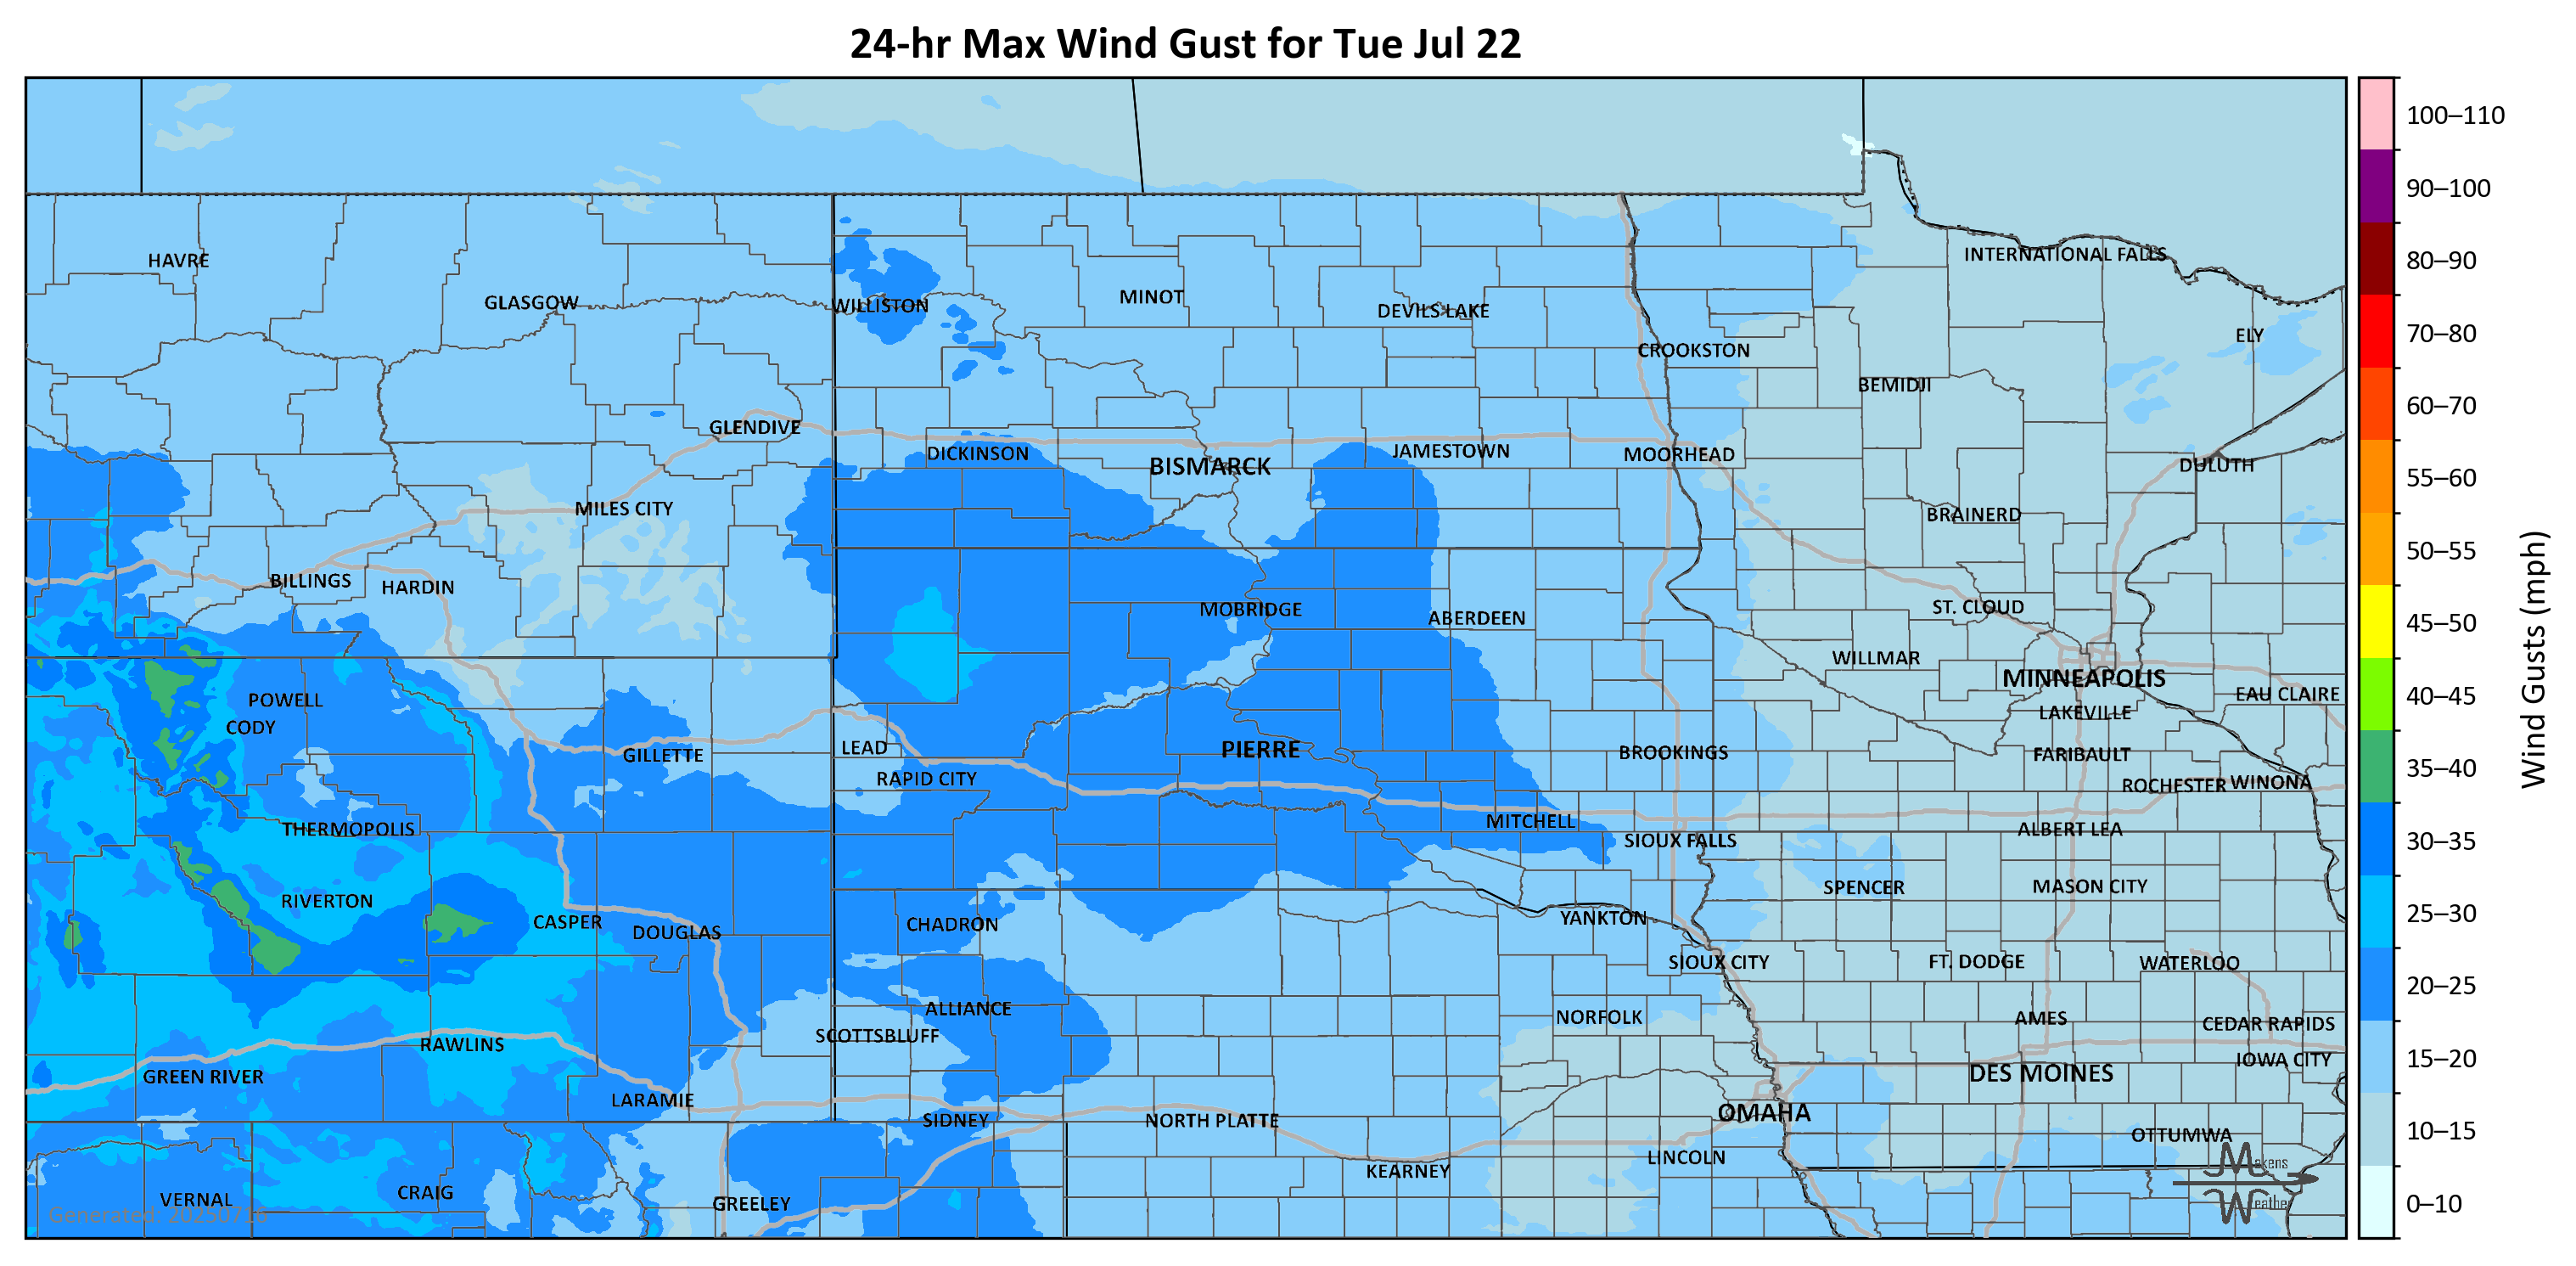 24-hr Max Wind Gust for Tue Jul 22
100–110
90–100
80–90
70–80
60–70
55–60
50–55
45–50
40–45
35–40
30–35
25–30
20–25
15–20
10–15
0–10
Wind Gusts (mph)
HAVRE
GLASGOW
WILLISTON
MINOT
DEVILS LAKE
INTERNATIONAL FALLS
ELY
CROOKSTON
BEMIDJI
GLENDIVE
DICKINSON
BISMARCK
JAMESTOWN
MOORHEAD
DULUTH
MILES CITY
BRAINERD
BILLINGS
HARDIN
MOBRIDGE
ABERDEEN
ST. CLOUD
WILLMAR
MINNEAPOLIS
EAU CLAIRE
POWELL
CODY
LAKEVILLE
GILLETTE
LEAD
PIERRE
BROOKINGS
FARIBAULT
RAPID CITY
ROCHESTER
WINONA
THERMOPOLIS
MITCHELL
SIOUX FALLS
ALBERT LEA
RIVERTON
SPENCER
MASON CITY
CASPER
DOUGLAS
CHADRON
YANKTON
SIOUX CITY
FT. DODGE
WATERLOO
ALLIANCE
SCOTTSBLUFF
NORFOLK
AMES
CEDAR RAPIDS
RAWLINS
IOWA CITY
GREEN RIVER
DES MOINES
LARAMIE
SIDNEY
NORTH PLATTE
OMAHA
OTTUMWA
LINCOLN
KEARNEY
VERNAL
CRAIG
GREELEY
Generated: 20250716
Makens
Weather